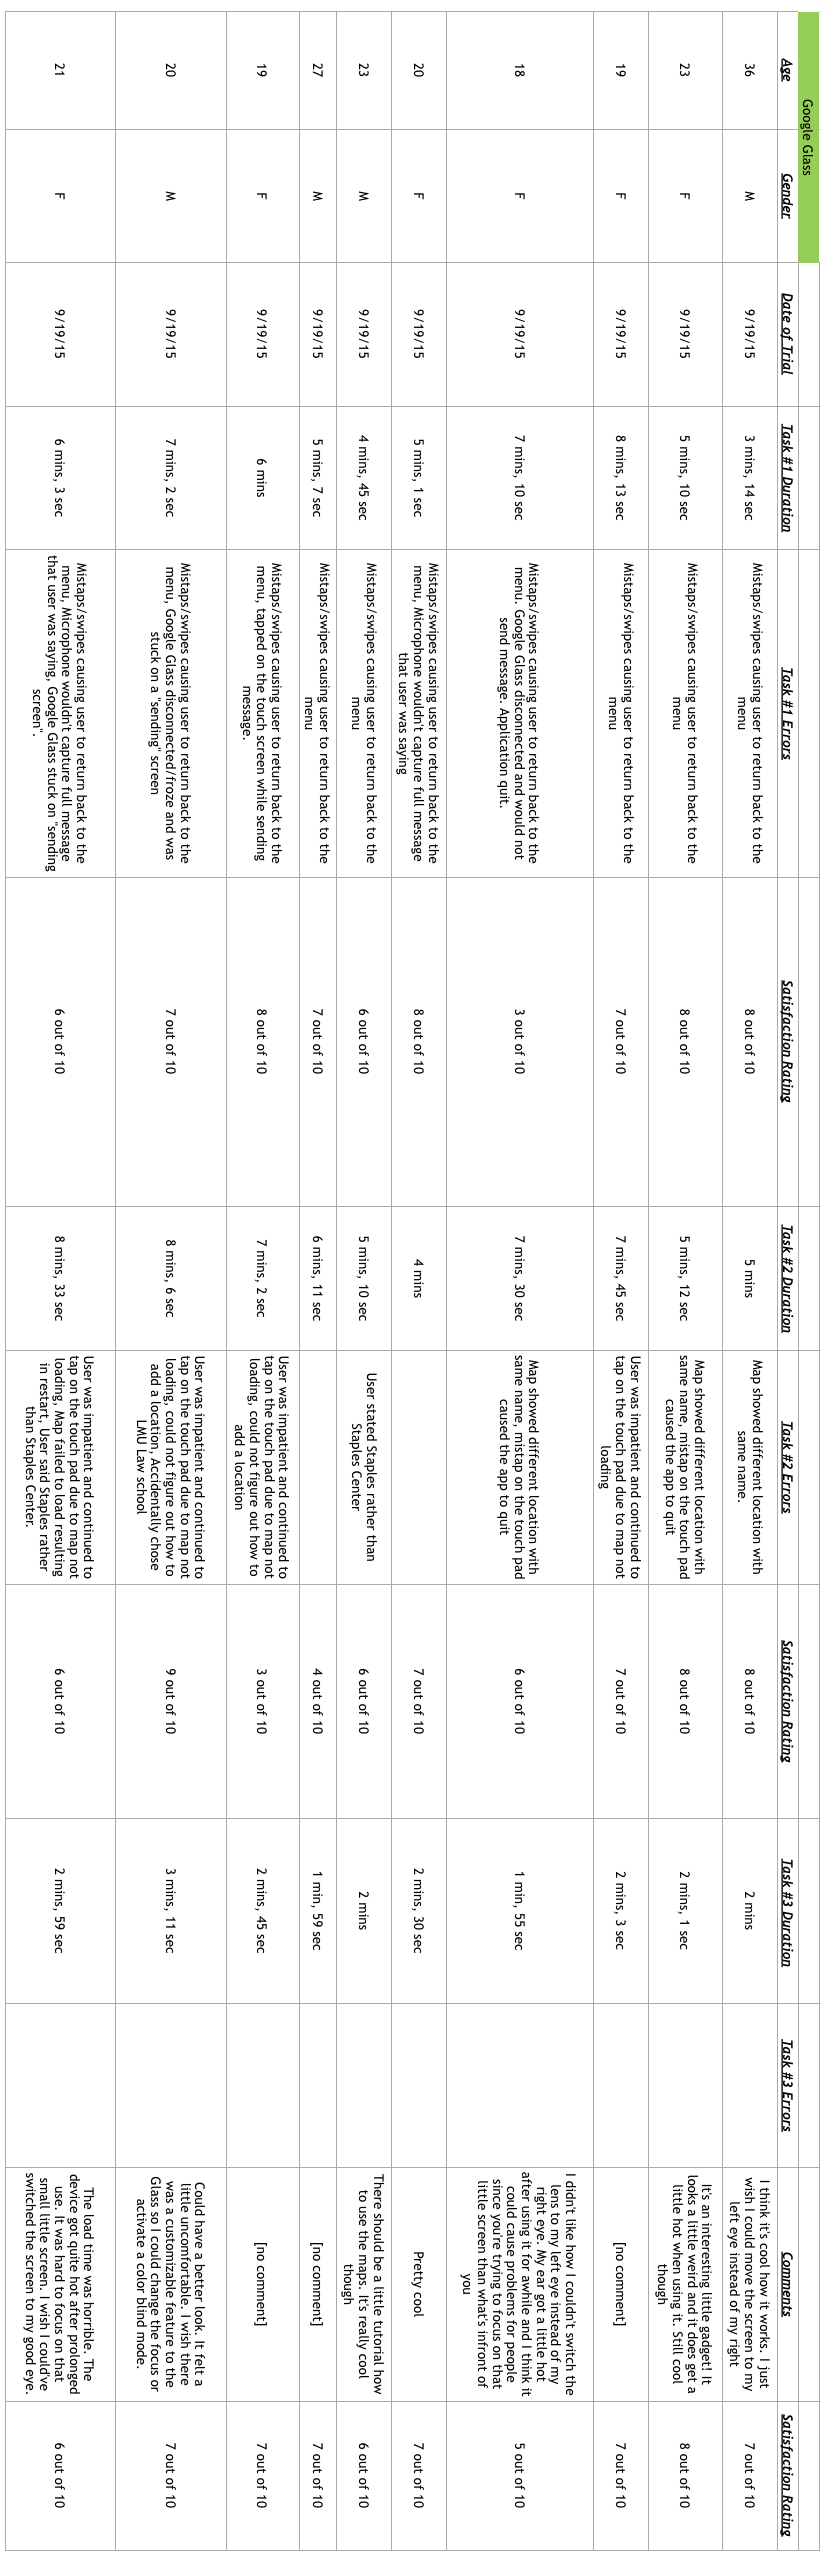 Google Glass
Age
Gender
Date of Trial
Task #1 Duration
Task #1 Errors
Satisfaction Rating
Task #2 Duration
Task #2 Errors
Satisfaction Rating
Task #3 Duration
Task #3 Errors
Comments
Satisfaction Rating
36
M
9/19/15
3 mins, 14 sec
Mistaps/swipes causing user to return back to the
menu
8 out of 10
5 mins
Map showed different location with
same name.
8 out of 10
2 mins
I think it's cool how it works. I just
wish I could move the screen to my
left eye instead of my right
7 out of 10
23
F
9/19/15
5 mins, 10 sec
Mistaps/swipes causing user to return back to the
menu
8 out of 10
5 mins, 12 sec
Map showed different location with
same name, mistap on the touch pad
caused the app to quit
8 out of 10
2 mins, 1 sec
It's an interesting little gadget! It
looks a little weird and it does get a
little hot when using it. Still cool
though
8 out of 10
19
F
9/19/15
8 mins, 13 sec
Mistaps/swipes causing user to return back to the
menu
7 out of 10
7 mins, 45 sec
User was impatient and continued to
tap on the touch pad due to map not
loading
7 out of 10
2 mins, 3 sec
[no comment]
7 out of 10
18
F
9/19/15
7 mins, 10 sec
Mistaps/swipes causing user to return back to the
menu. Google Glass disconnected and would not
send message. Application quit.
3 out of 10
7 mins, 30 sec
Map showed different location with
same name, mistap on the touch pad
caused the app to quit
6 out of 10
1 min, 55 sec
I didn't like how I couldn't switch the
lens to my left eye instead of my
right eye. My ear got a little hot
after using it for awhile and I think it
could cause problems for people
since you're trying to focus on that
little screen than what's infront of
you
5 out of 10
20
F
9/19/15
5 mins, 1 sec
Mistaps/swipes causing user to return back to the
menu, Microphone wouldn't capture full message
that user was saying
8 out of 10
4 mins
7 out of 10
2 mins, 30 sec
Pretty cool
7 out of 10
23
M
9/19/15
4 mins, 45 sec
Mistaps/swipes causing user to return back to the
menu
6 out of 10
5 mins, 10 sec
User stated Staples rather than
Staples Center
6 out of 10
2 mins
There should be a little tutorial how
to use the maps. It's really cool
though
6 out of 10
27
M
9/19/15
5 mins, 7 sec
Mistaps/swipes causing user to return back to the
menu
7 out of 10
6 mins, 11 sec
4 out of 10
1 min, 59 sec
[no comment]
7 out of 10
19
F
9/19/15
6 mins
Mistaps/swipes causing user to return back to the
menu, tapped on the touch screen while sending
message.
8 out of 10
7 mins, 2 sec
User was impatient and continued to
tap on the touch pad due to map not
loading, could not figure out how to
add a location
3 out of 10
2 mins, 45 sec
[no comment]
7 out of 10
20
M
9/19/15
7 mins, 2 sec
Mistaps/swipes causing user to return back to the
menu, Google Glass disconnected/froze and was
stuck on a "sending" screen
7 out of 10
8 mins, 6 sec
User was impatient and continued to
tap on the touch pad due to map not
loading, could not figure out how to
add a location, Accidentally chose
LMU Law school
9 out of 10
3 mins, 11 sec
Could have a better look. It felt a
little uncomfortable. I wish there
was a customizable feature to the
Glass so I could change the focus or
activate a color blind mode.
7 out of 10
21
F
9/19/15
6 mins, 3 sec
Mistaps/swipes causing user to return back to the
menu, Microphone wouldn't capture full message
that user was saying, Google Glass stuck on "sending
screen".
6 out of 10
8 mins, 33 sec
User was impatient and continued to
tap on the touch pad due to map not
loading, Map failed to load resulting
in restart, User said Staples rather
than Staples Center.
6 out of 10
2 mins, 59 sec
The load time was horrible. The
device got quite hot after prolonged
use. It was hard to focus on that
small little screen. I wish I could've
switched the screen to my good eye.
6 out of 10